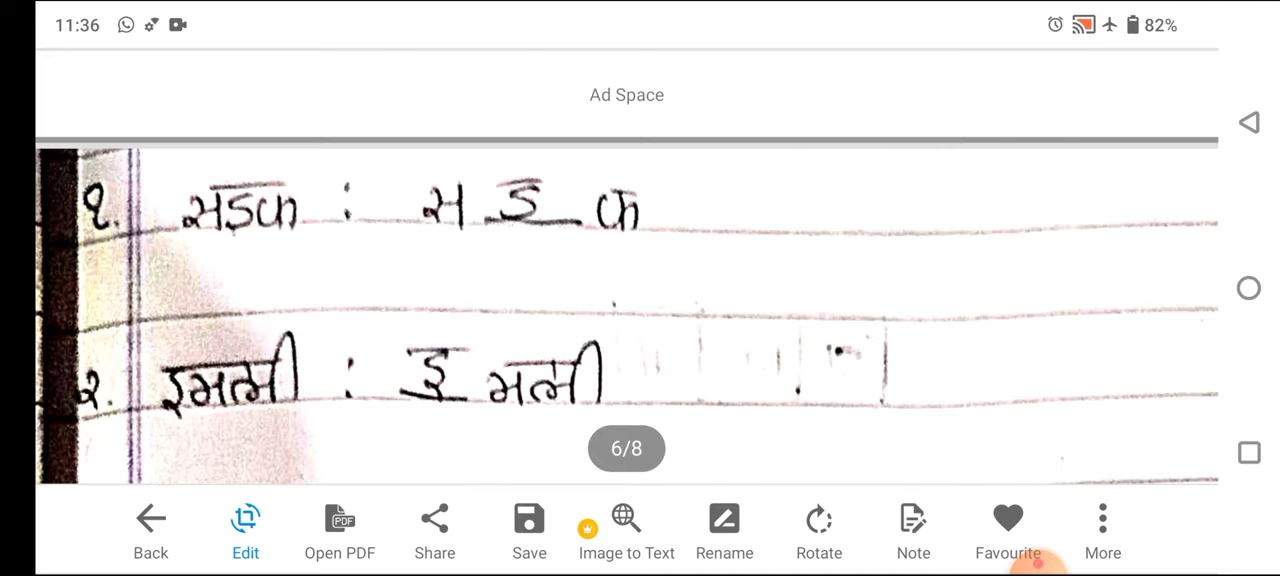 11:36 82%
Ad Space
१. सडक : स ड क
२. इमली : इ मली
6/8
Back Edit Open PDF Share Save Image to Text Rename Rotate Note Favourite More